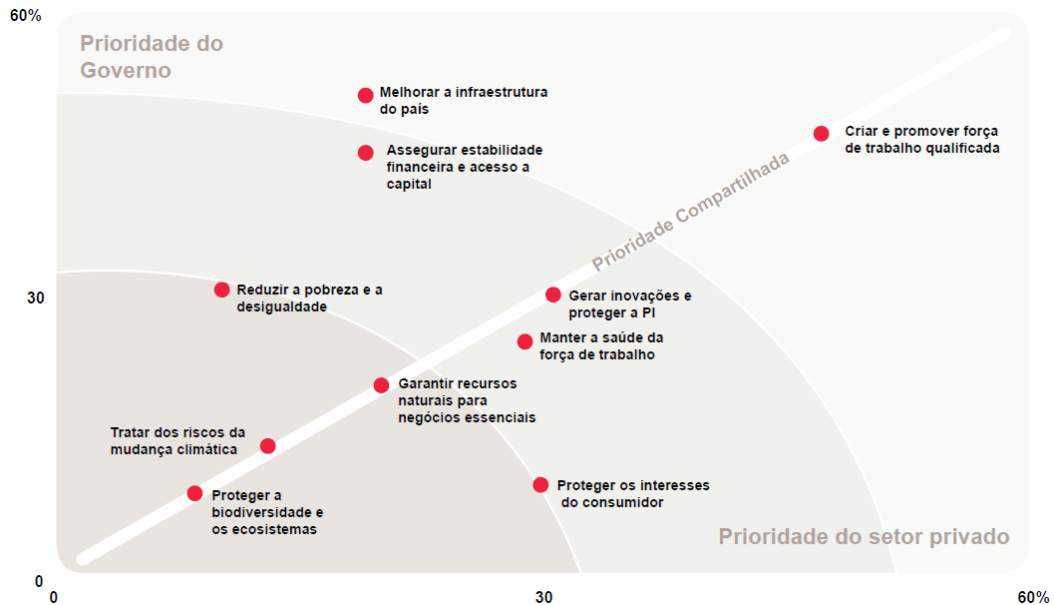 60%
Prioridade do
Governo
Melhorar a infraestrutura
do país
Criar e promover força
de trabalho qualificada
Assegurar estabilidade
financeira e acesso a
capital
Prioridade Compartilhada
30
Reduzir a pobreza e a
desigualdade
Gerar inovações e
proteger a PI
Manter a saúde da
força de trabalho
Garantir recursos
naturais para
negócios essenciais
Tratar dos riscos da
mudança climática
Proteger a
biodiversidade e
os ecosistemas
Proteger os interesses
do consumidor
Prioridade do setor privado
0
0
30
60%